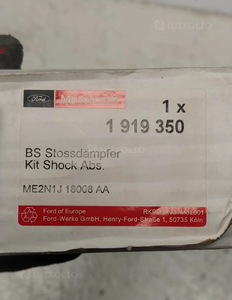 Ford
1 x
1 919 350
BS Stossdämpfer
Kit Shock Abs.
ME2N1J 18008 AA
Ford of Europe
Ford-Werke GmbH, Henry-Ford-Straße 1, 50735 Köln